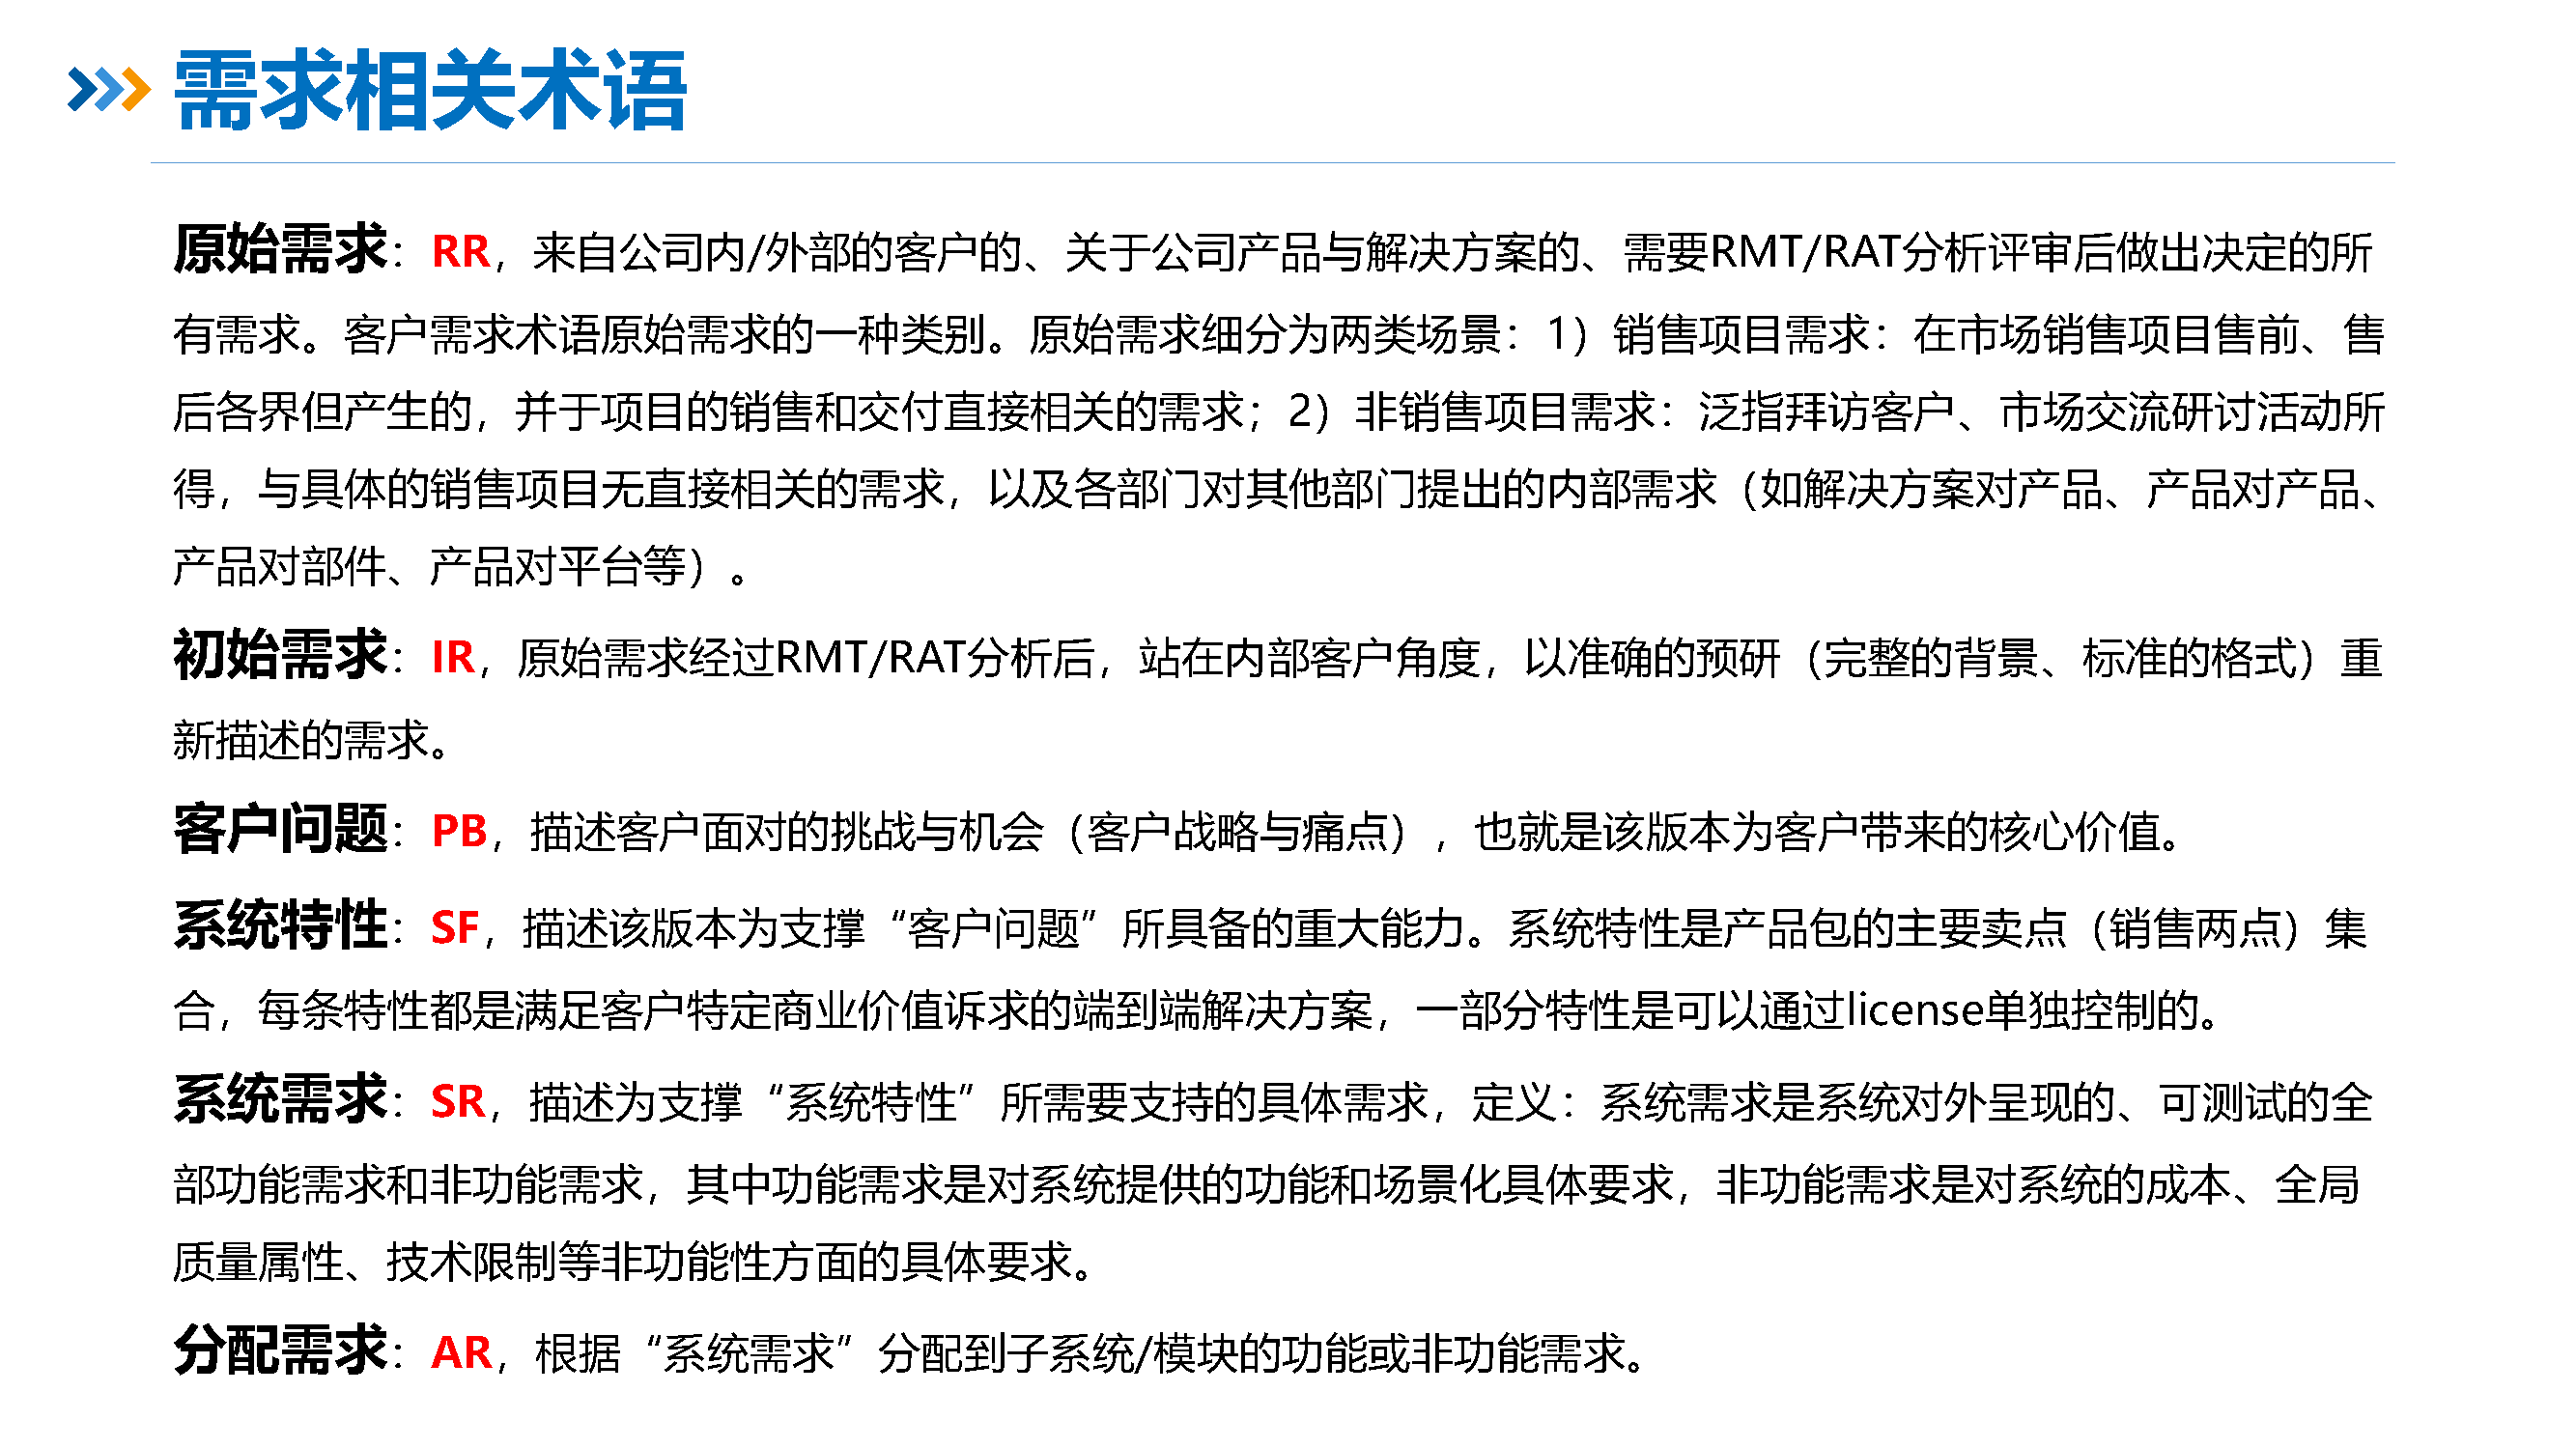 需求相关术语
原始需求：RR，来自公司内/外部的客户的、关于公司产品与解决方案的、需要RMT/RAT分析评审后做出决定的所
有需求。客户需求术语原始需求的一种类别。原始需求细分为两类场景：1）销售项目需求：在市场销售项目售前、售
后各界但产生的，并于项目的销售和交付直接相关的需求；2）非销售项目需求：泛指拜访客户、市场交流研讨活动所
得，与具体的销售项目无直接相关的需求，以及各部门对其他部门提出的内部需求（如解决方案对产品、产品对产品、
产品对部件、产品对平台等）。
初始需求：IR，原始需求经过RMT/RAT分析后，站在内部客户角度，以准确的预研（完整的背景、标准的格式）重
新描述的需求。
客户问题：PB，描述客户面对的挑战与机会（客户战略与痛点），也就是该版本为客户带来的核心价值。
系统特性：SF，描述该版本为支撑“客户问题”所具备的重大能力。系统特性是产品包的主要卖点（销售两点）集
合，每条特性都是满足客户特定商业价值诉求的端到端解决方案，一部分特性是可以通过license单独控制的。
系统需求：SR，描述为支撑“系统特性”所需要支持的具体需求，定义：系统需求是系统对外呈现的、可测试的全
部功能需求和非功能需求，其中功能需求是对系统提供的功能和场景化具体要求，非功能需求是对系统的成本、全局
质量属性、技术限制等非功能性方面的具体要求。
分配需求：AR，根据“系统需求”分配到子系统/模块的功能或非功能需求。